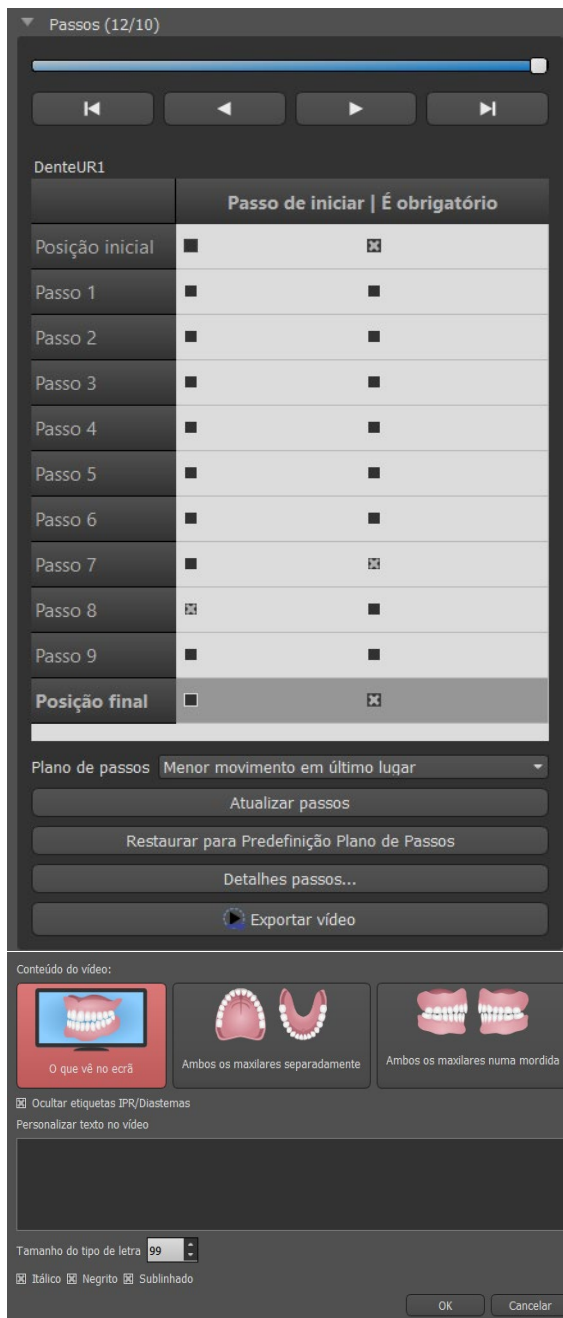 Passos (12/10)
DenteUR1
Passo de iniciar | É obrigatório
Posição inicial
Passo 1
Passo 2
Passo 3
Passo 4
Passo 5
Passo 6
Passo 7
Passo 8
Passo 9
Posição final
Plano de passos Menor movimento em último lugar
Atualizar passos
Restaurar para Predefinição Plano de Passos
Detalhes passos...
Exportar vídeo
Conteúdo do vídeo:
O que vê no ecrã Ambos os maxilares separadamente Ambos os maxilares numa mordida
Ocultar etiquetas IPR/Diastemas
Personalizar texto no vídeo
Tamanho do tipo de letra 99
Itálico Negrito Sublinhado
OK Cancelar